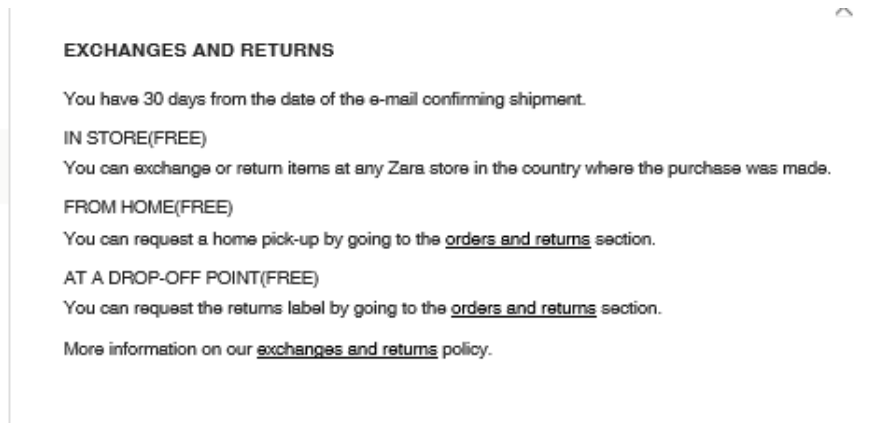 EXCHANGES AND RETURNS
You have 30 days from the date of the e-mail confirming shipment.
IN STORE(FREE)
You can exchange or return items at any Zara store in the country where the purchase was made.
FROM HOME(FREE)
You can request a home pick-up by going to the orders and returns section.
AT A DROP-OFF POINT(FREE)
You can request the returns label by going to the orders and returns section.
More information on our exchanges and returns policy.